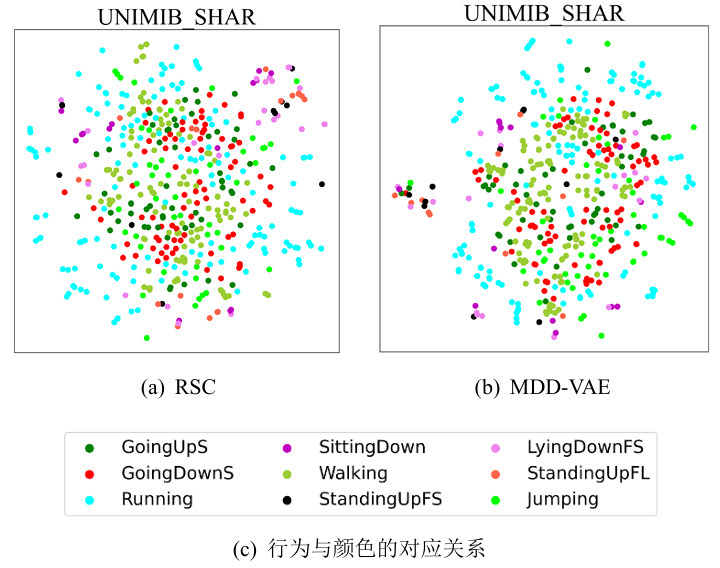 UNIMIB_SHAR
UNIMIB_SHAR
(a) RSC
(b) MDD-VAE
GoingUpS
SittingDown
LyingDownFS
GoingDownS
Walking
StandingUpFL
Running
StandingUpFS
Jumping
(c) 行为与颜色的对应关系